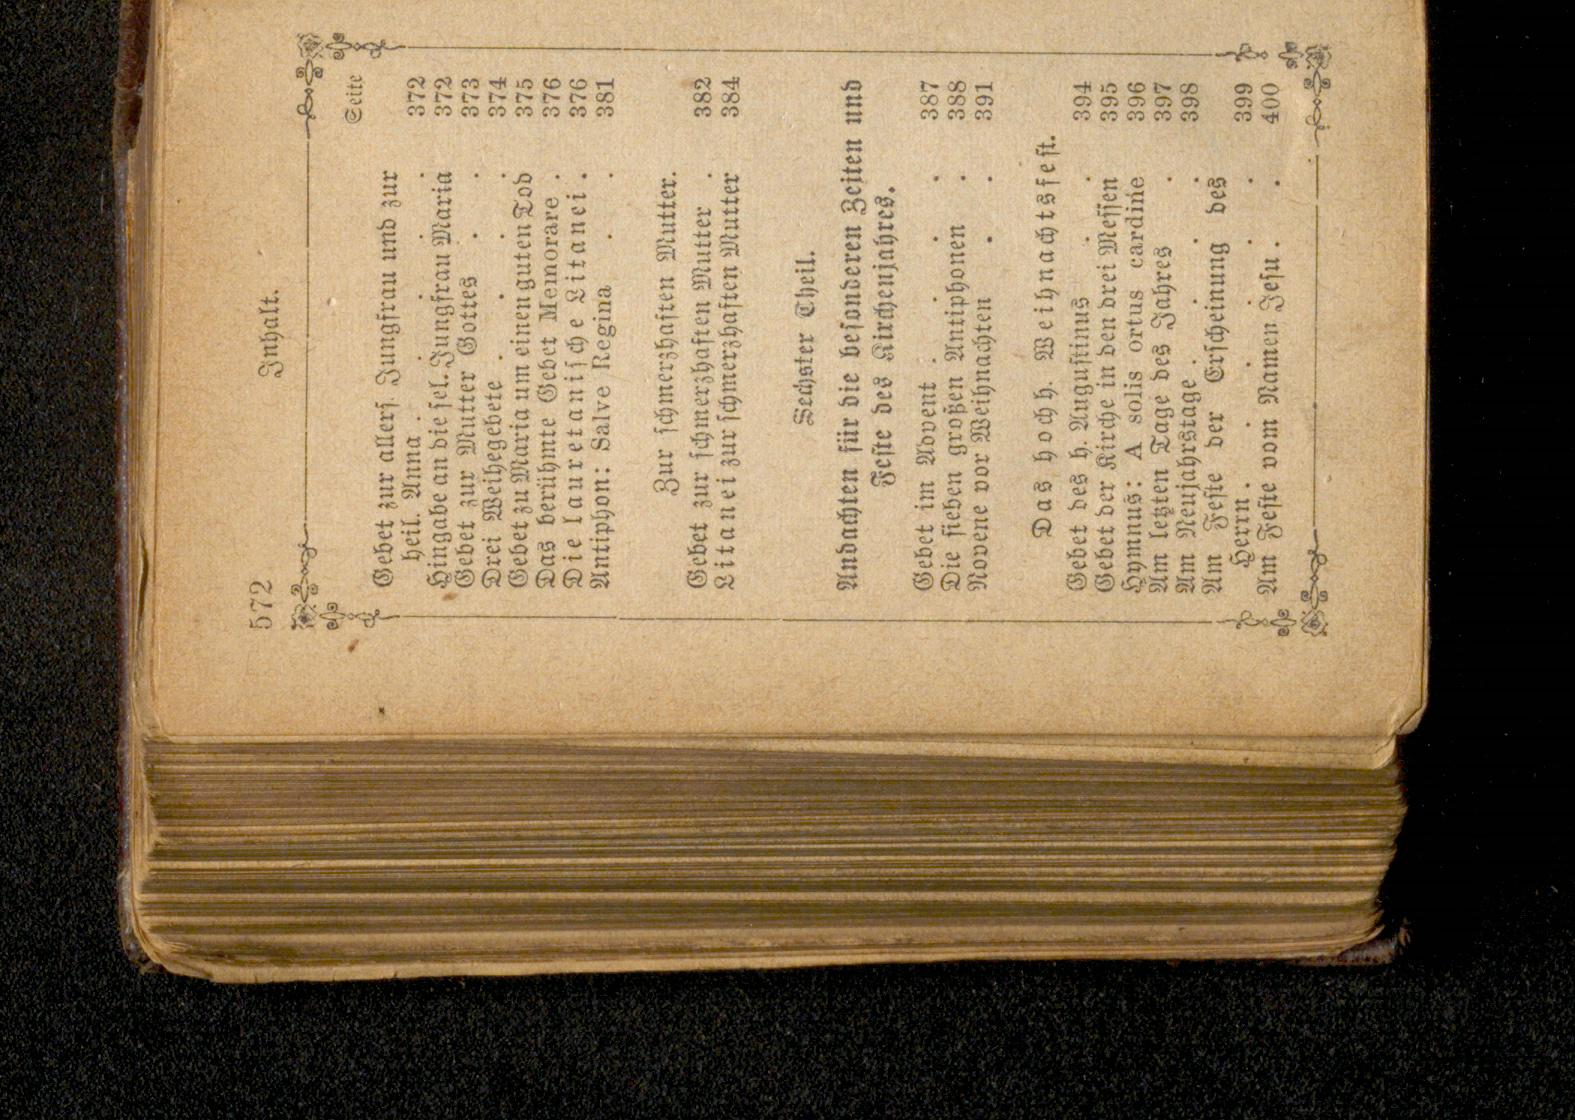 572
Inhalt.
Seite
Gebet zur allers. Jungfrau und zur
heil. Anna . . . . . 372
Hingabe an die sel. Jungfrau Maria 372
Gebet zur Mutter Gottes . . 373
Drei Weihegebete . . . . 374
Gebet zu Maria um einen guten Tod 375
Das berühmte Gebet Memorare . 376
Die lauretanische Litanei . 376
Antiphon: Salve Regina . . 381
Zur schmerzhaften Mutter.
Gebet zur schmerzhaften Mutter . 382
Litanei zur schmerzhaften Mutter 384
Sechster Theil.
Andachten für die besonderen Zeiten und
Feste des Kirchenjahres.
Gebet im Advent . . . . 387
Die sieben großen Antiphonen . 388
Novene vor Weihnachten . . 391
Das hochh. Weihnachtsfest.
Gebet des h. Augustinus . . 394
Gebet der Kirche in den drei Messen 395
Hymnus: A solis ortus cardine 396
Am letzten Tage des Jahres . 397
Am Neujahrstage . . . . 398
Am Feste der Erscheinung des
Herrn . . . . . . 399
Am Feste vom Namen Jesu . . 400